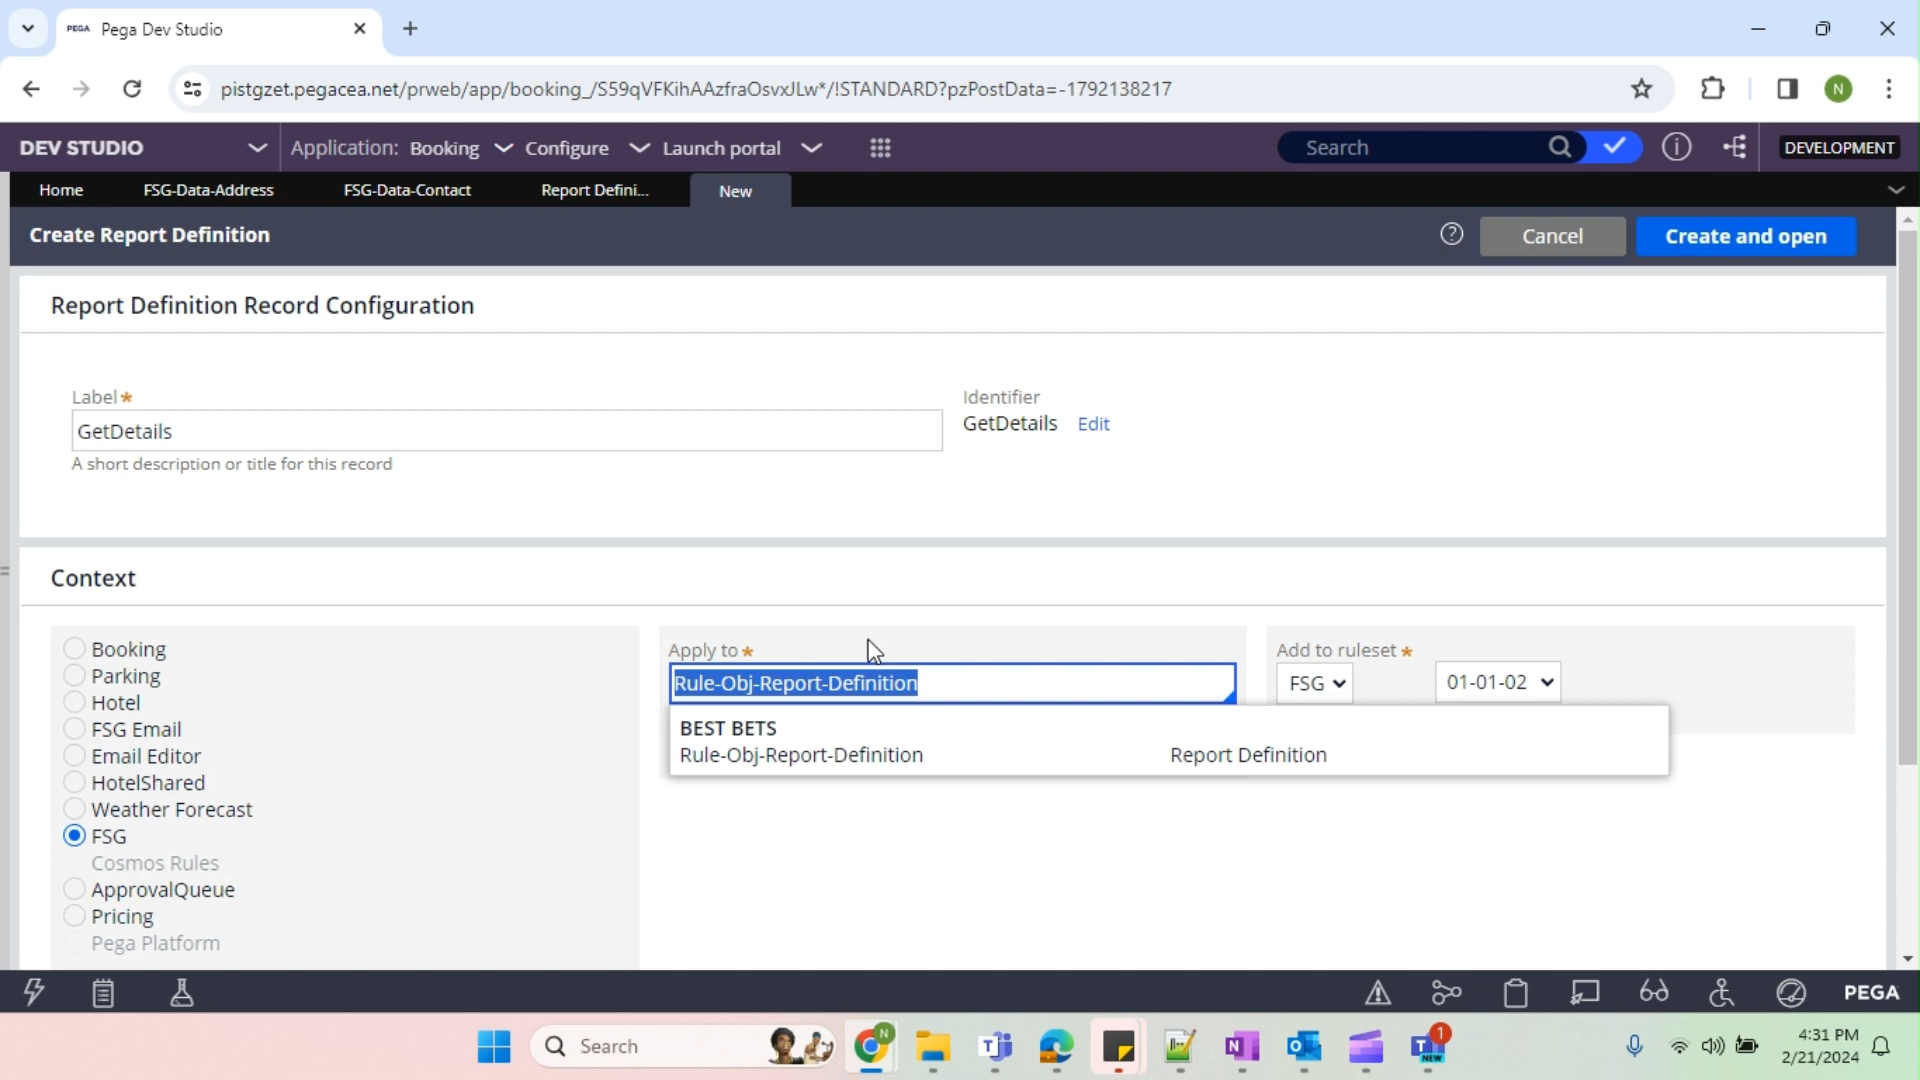 PEGA Pega Dev Studio
pistgzet.pegacea.net/prweb/app/booking_/S59qVFKihAAzfraOsvxJLw*/!STANDARD?pzPostData=-1792138217
N
DEV STUDIO Application: Booking Configure Launch portal Search DEVELOPMENT
Home FSG-Data-Address FSG-Data-Contact Report Defini... New
Create Report Definition Cancel Create and open
Report Definition Record Configuration
Label* Identifier
GetDetails GetDetails Edit
A short description or title for this record
Context
Booking
Parking
Hotel
FSG Email
Email Editor
HotelShared
Weather Forecast
FSG
Cosmos Rules
ApprovalQueue
Pricing
Pega Platform
Apply to*
Rule-Obj-Report-Definition
BEST BETS
Rule-Obj-Report-Definition Report Definition
Add to ruleset*
FSG 01-01-02
PEGA
Search
N
T
N
1
T
NEW
4:31 PM
2/21/2024